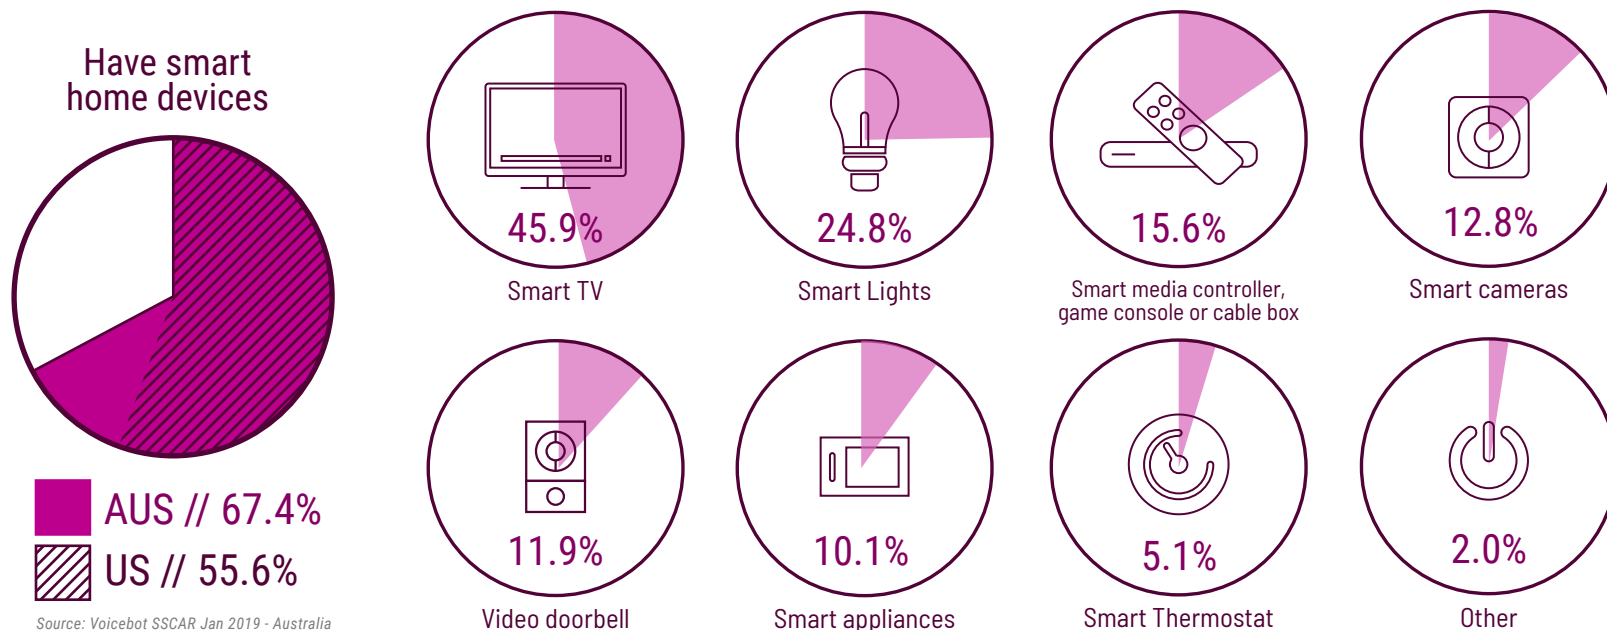 Have smart
home devices
AUS // 67.4%
US // 55.6%
Source: Voicebot SSCAR Jan 2019 - Australia
45.9%
Smart TV
24.8%
Smart Lights
15.6%
Smart media controller,
game console or cable box
12.8%
Smart cameras
11.9%
Video doorbell
10.1%
Smart appliances
5.1%
Smart Thermostat
2.0%
Other